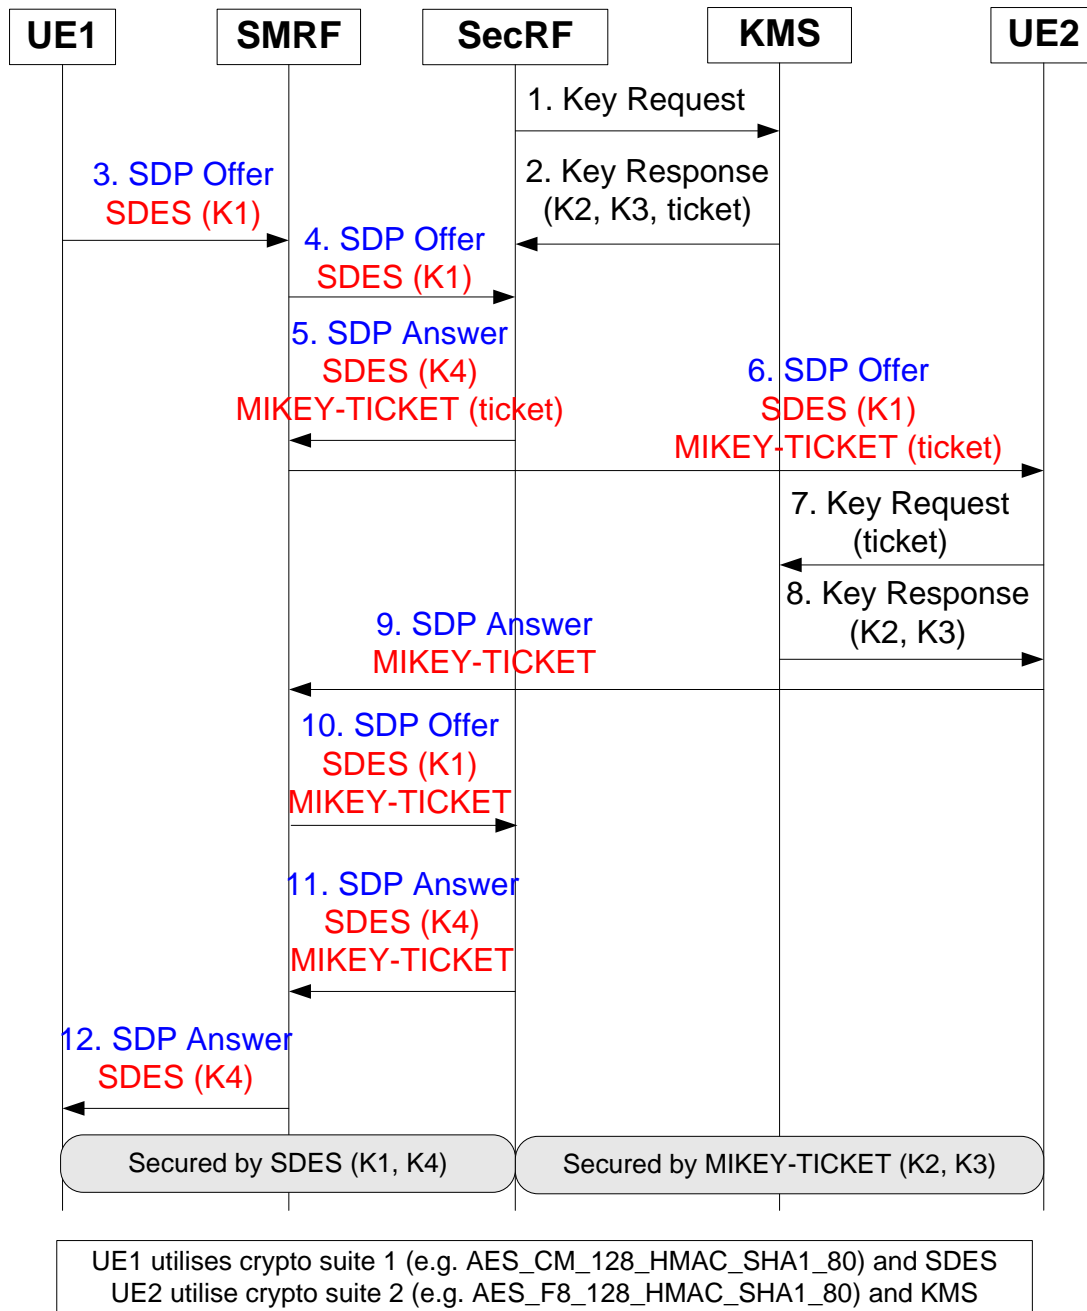 UE1
SMRF
SecRF
KMS
UE2
1. Key Request
2. Key Response
(K2, K3, ticket)
3. SDP Offer
SDES (K1)
4. SDP Offer
SDES (K1)
5. SDP Answer
SDES (K4)
MIKEY-TICKET (ticket)
6. SDP Offer
SDES (K1)
MIKEY-TICKET (ticket)
7. Key Request
(ticket)
8. Key Response
(K2, K3)
9. SDP Answer
MIKEY-TICKET
10. SDP Offer
SDES (K1)
MIKEY-TICKET
11. SDP Answer
SDES (K4)
MIKEY-TICKET
12. SDP Answer
SDES (K4)
Secured by SDES (K1, K4)
Secured by MIKEY-TICKET (K2, K3)
UE1 utilises crypto suite 1 (e.g. AES_CM_128_HMAC_SHA1_80) and SDES
UE2 utilise crypto suite 2 (e.g. AES_F8_128_HMAC_SHA1_80) and KMS